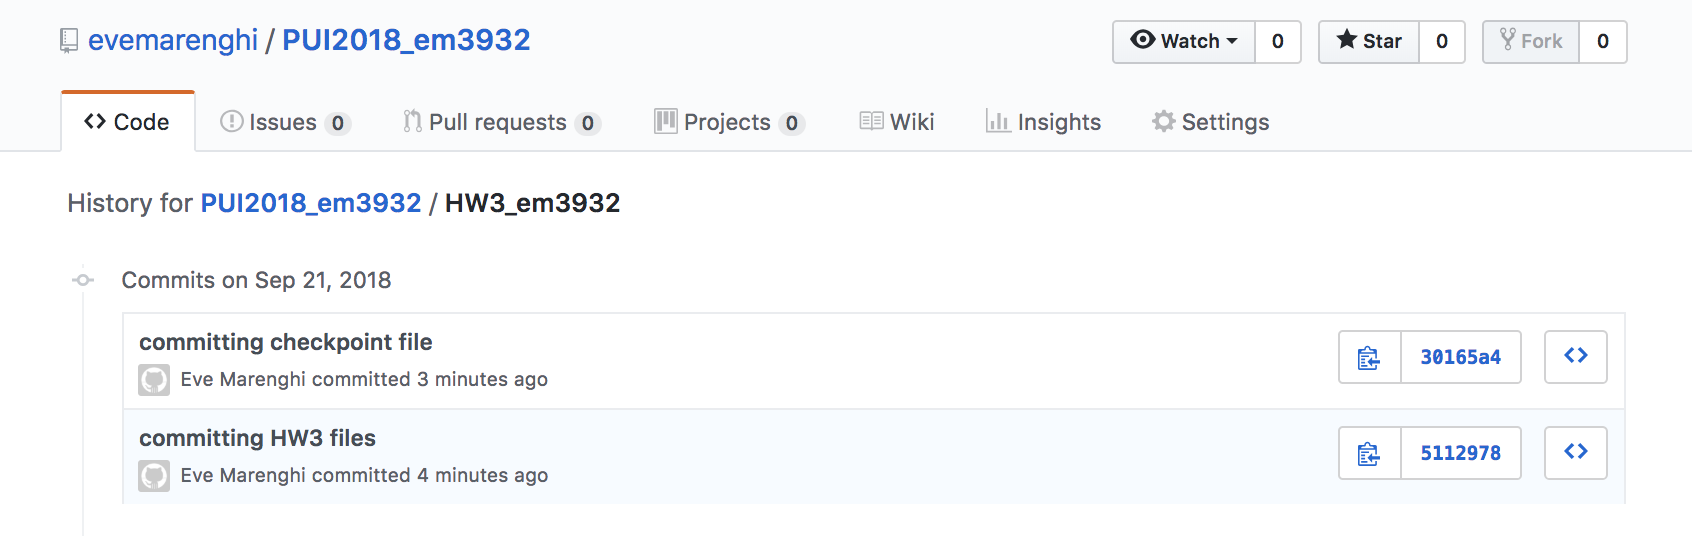 evemarenghi / PUI2018_em3932
Watch 0 Star 0 Fork 0
Code Issues 0 Pull requests 0 Projects 0 Wiki Insights Settings
History for PUI2018_em3932 / HW3_em3932
Commits on Sep 21, 2018
committing checkpoint file
Eve Marenghi committed 3 minutes ago
30165a4
committing HW3 files
Eve Marenghi committed 4 minutes ago
5112978